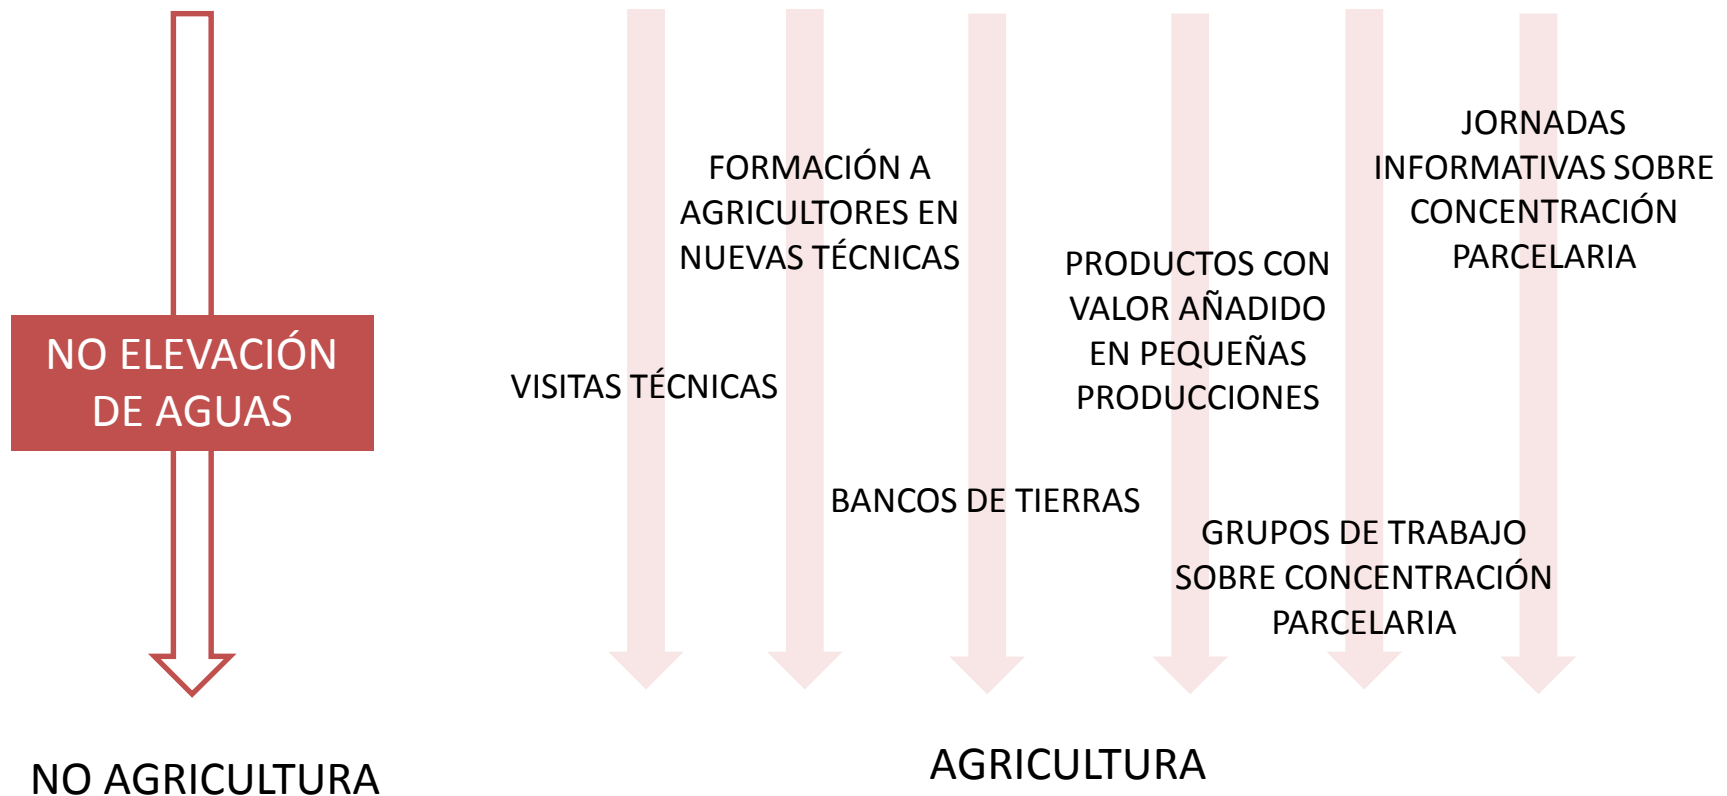 NO ELEVACIÓN
DE AGUAS
NO AGRICULTURA
VISITAS TÉCNICAS
FORMACIÓN A
AGRICULTORES EN
NUEVAS TÉCNICAS
BANCOS DE TIERRAS
PRODUCTOS CON
VALOR AÑADIDO
EN PEQUEÑAS
PRODUCCIONES
GRUPOS DE TRABAJO
SOBRE CONCENTRACIÓN
PARCELARIA
JORNADAS
INFORMATIVAS SOBRE
CONCENTRACIÓN
PARCELARIA
AGRICULTURA